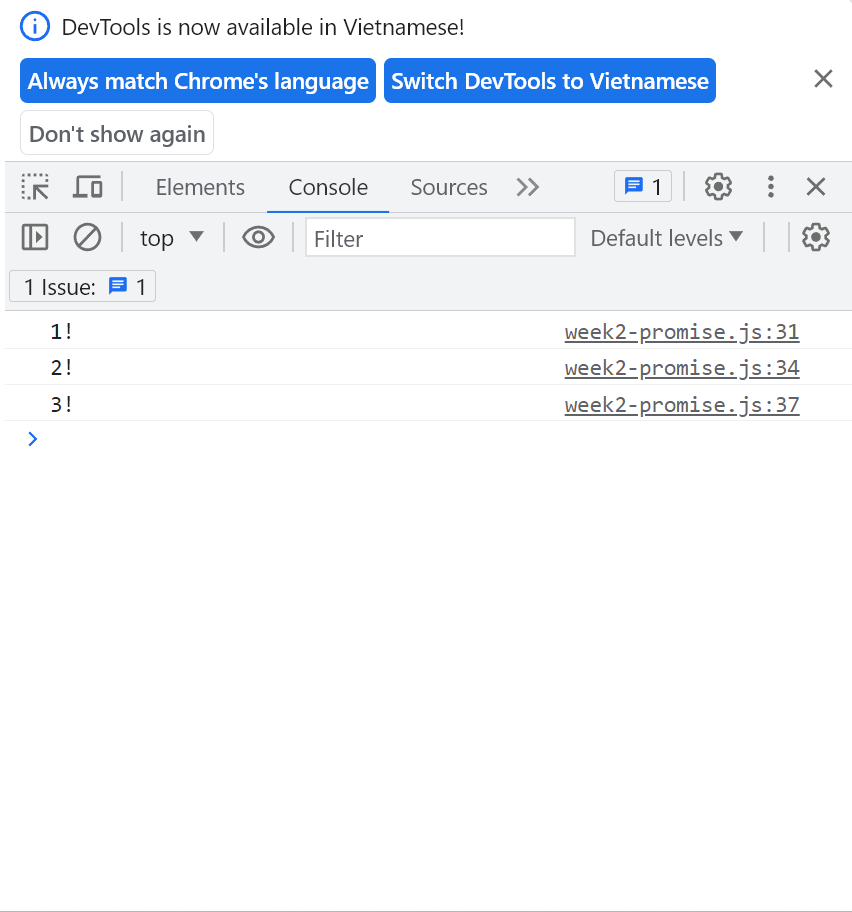 DevTools is now available in Vietnamese!
Always match Chrome's language Switch DevTools to Vietnamese
Don't show again
Elements Console Sources 1
top Filter Default levels
1 Issue: 1
1! week2-promise.js:31
2! week2-promise.js:34
3! week2-promise.js:37